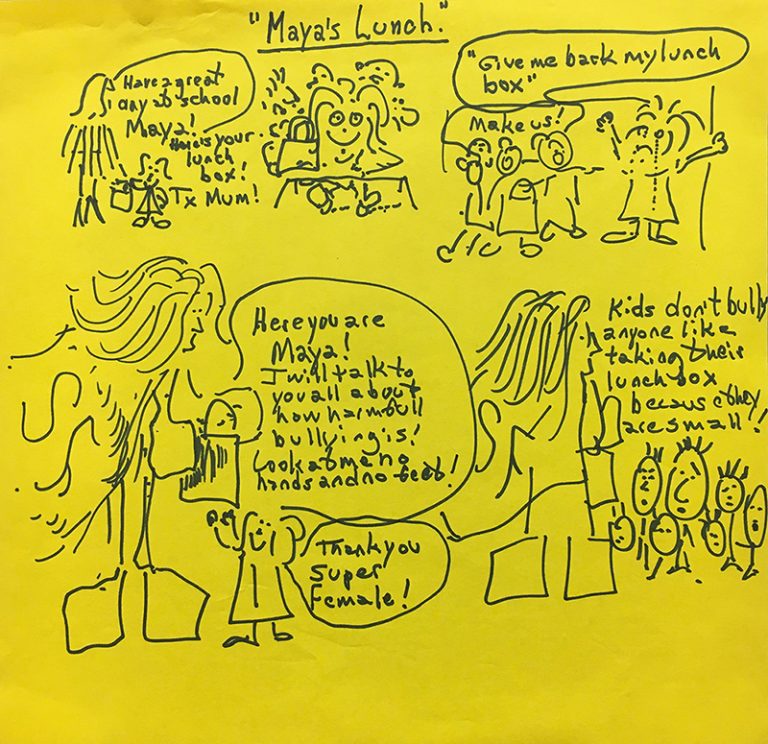 "Maya's Lunch."
Have a great
day at school
Maya!
Here is your
lunch
box!
Tx Mum!
"Give me back my lunch
box"
Make us!
Here you are
Maya!
I will talk to
you all about
how harmbull
bullying is!
Look at me no
hands and no feet!
Thank you
Super
Female!
Kids don't bully
anyone like
taking their
lunch box
because they
are small!